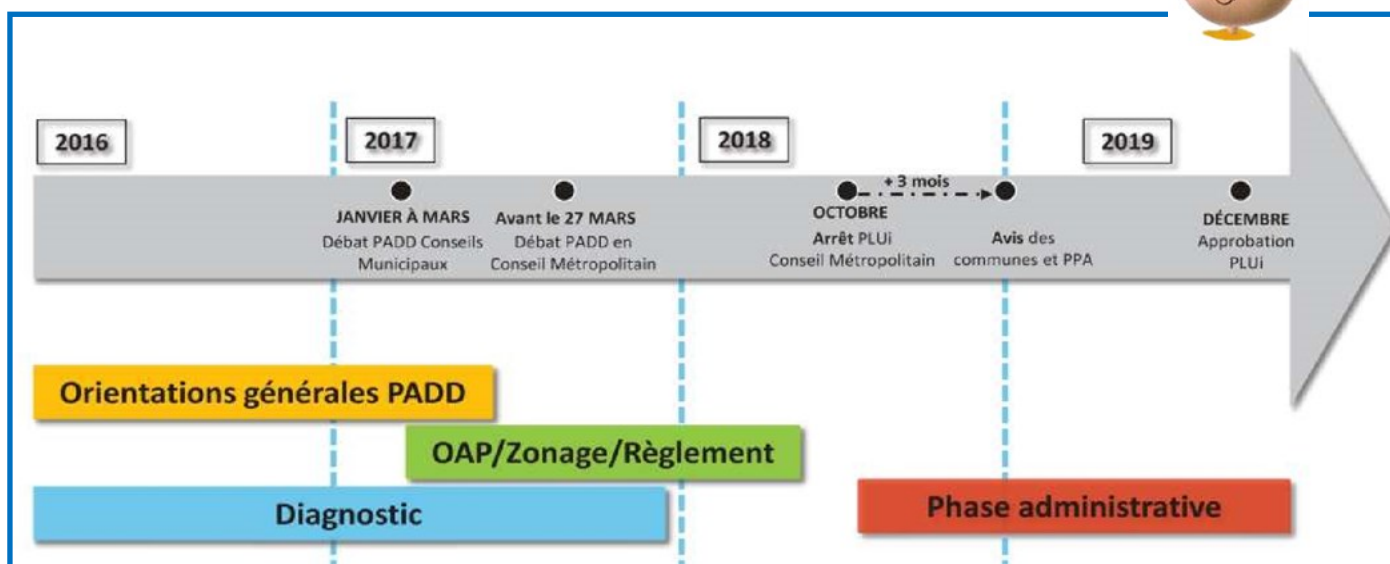 2016
2017
2018
2019
+ 3 mois
JANVIER À MARS
Débat PADD Conseils
Municipaux
Avant le 27 MARS
Débat PADD en
Conseil Métropolitain
OCTOBRE
Arrêt PLUi
Conseil Métropolitain
Avis des
communes et PPA
DÉCEMBRE
Approbation
PLUi
Orientations générales PADD
OAP/Zonage/Règlement
Diagnostic
Phase administrative